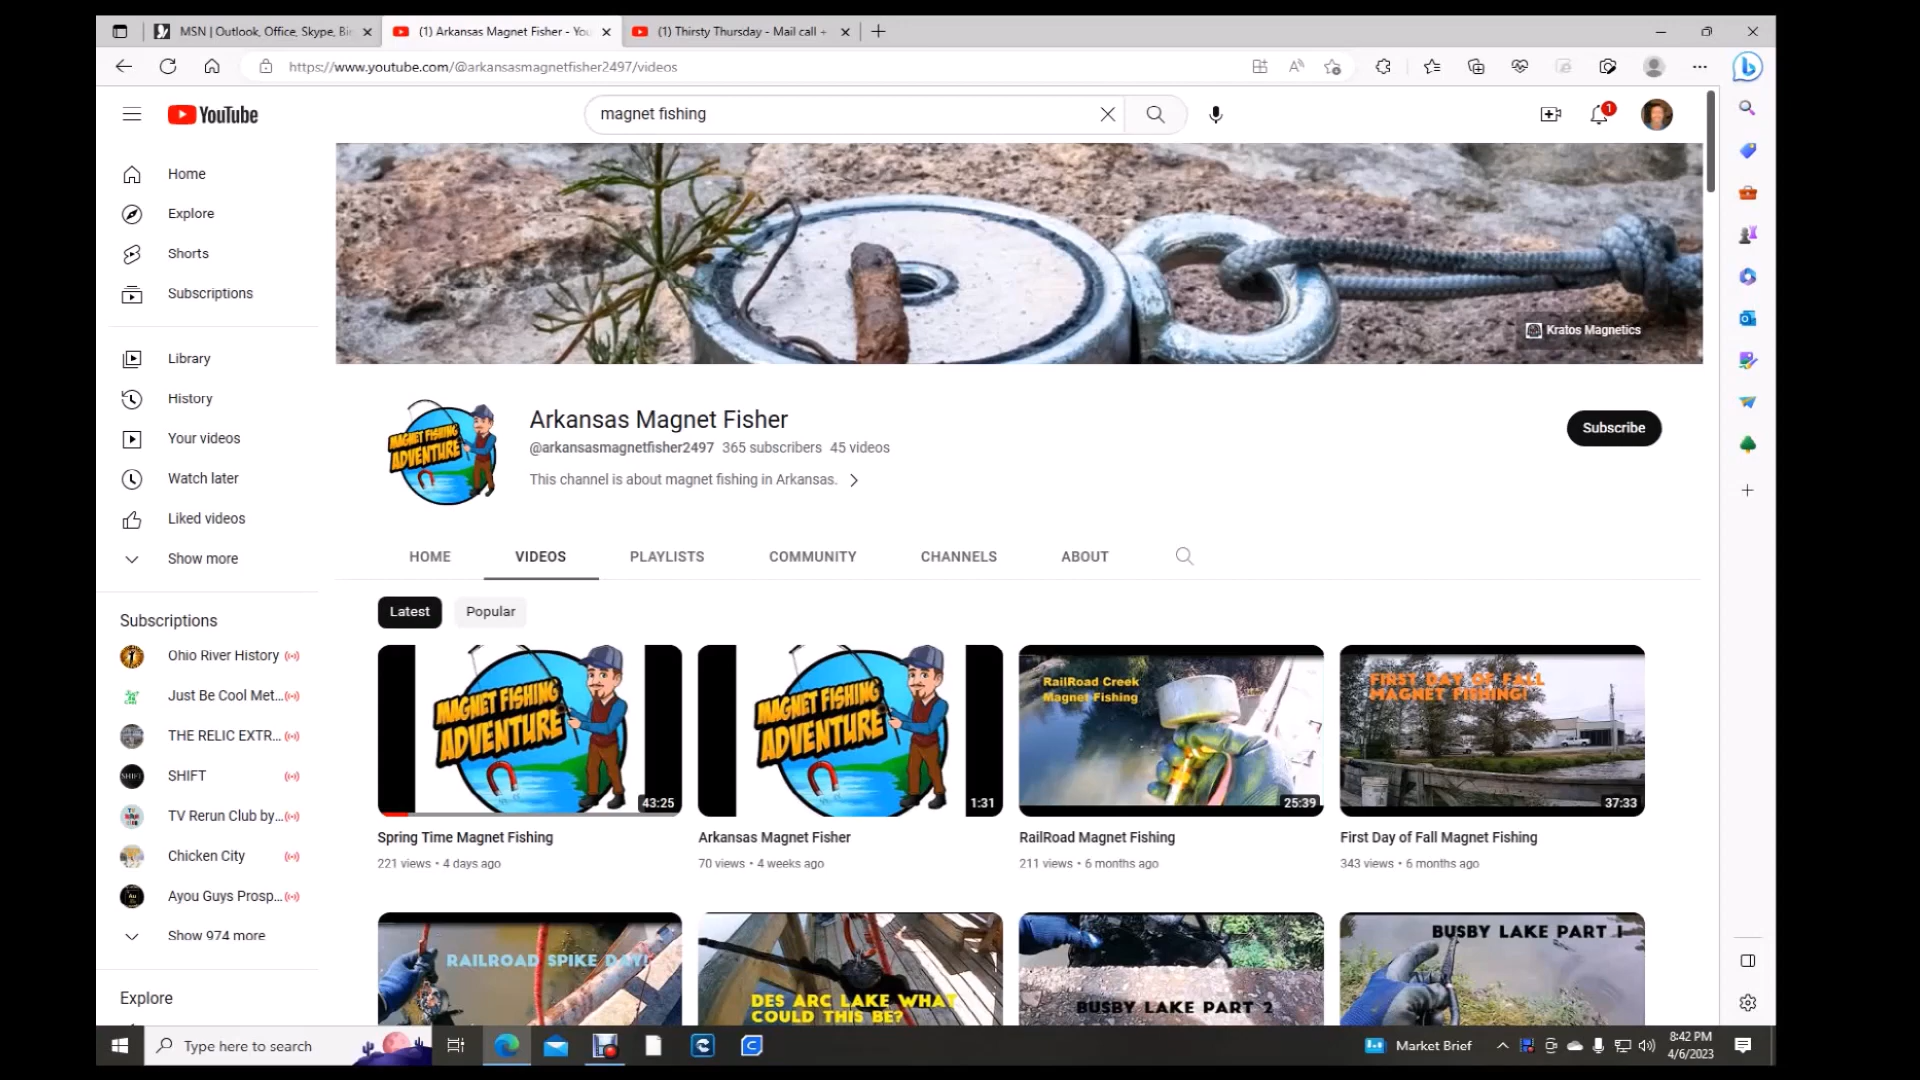 MSN | Outlook, Office, Skype, Bi
(1) Arkansas Magnet Fisher - You
(1) Thirsty Thursday - Mail call +
https://www.youtube.com/@arkansasmagnetfisher2497/videos
YouTube
magnet fishing
1
Home
Explore
Shorts
Subscriptions
Library
History
Your videos
Watch later
Liked videos
Show more
Subscriptions
Ohio River History
Just Be Cool Met...
THE RELIC EXTR...
SHIFT
TV Rerun Club by...
Chicken City
Ayou Guys Prosp...
Show 974 more
Explore
Kratos Magnetics
MAGNET FISHING
ADVENTURE
Arkansas Magnet Fisher
@arkansasmagnetfisher2497 365 subscribers 45 videos
This channel is about magnet fishing in Arkansas.
Subscribe
HOME VIDEOS PLAYLISTS COMMUNITY CHANNELS ABOUT
Latest Popular
MAGNET FISHING
ADVENTURE
43:25
Spring Time Magnet Fishing
221 views • 4 days ago
MAGNET FISHING
ADVENTURE
1:31
Arkansas Magnet Fisher
70 views • 4 weeks ago
RailRoad Creek
Magnet Fishing
25:39
RailRoad Magnet Fishing
211 views • 6 months ago
FIRST DAY OF FALL
MAGNET FISHING!
37:33
First Day of Fall Magnet Fishing
343 views • 6 months ago
RAILROAD SPIKE DAY!
DES ARC LAKE WHAT
COULD THIS BE?
BUSBY LAKE PART 2
BUSBY LAKE PART 1
Type here to search
Market Brief
8:42 PM
4/6/2023